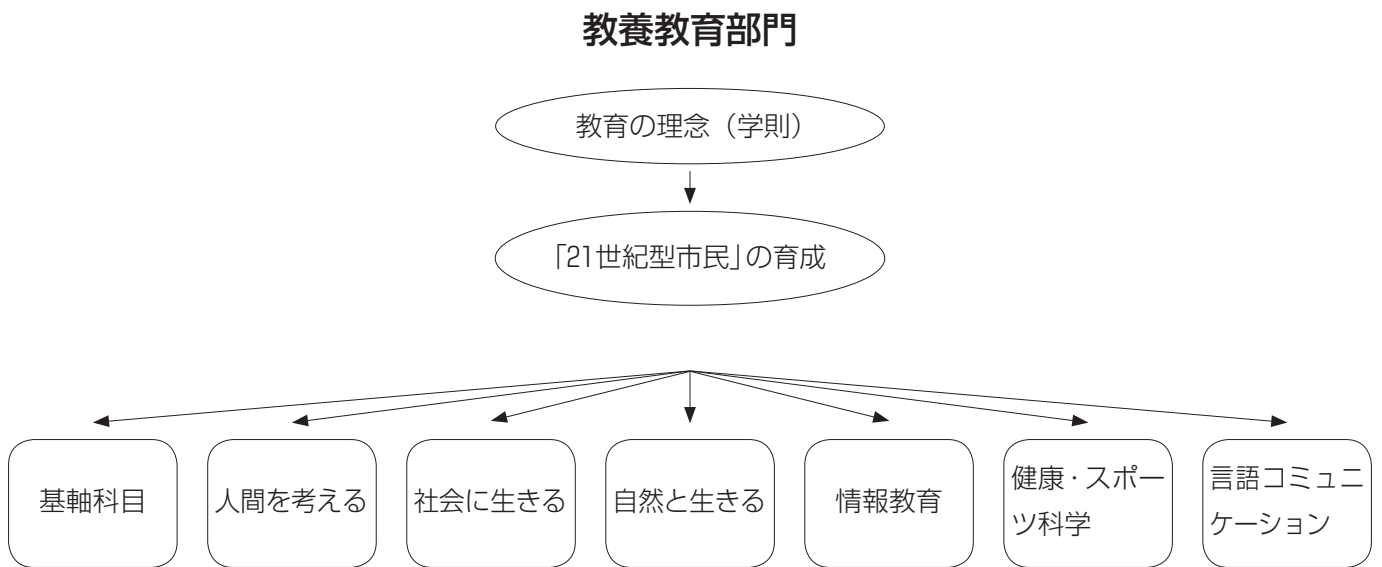 教養教育部門
教育の理念（学則）
「21世紀型市民」の育成
基軸科目
人間を考える
社会に生きる
自然と生きる
情報教育
健康・スポー
ツ科学
言語コミュニ
ケーション